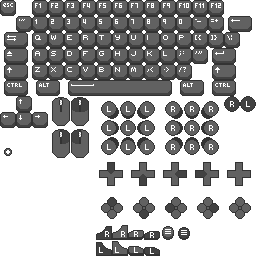 esc F1 F2 F3 F4 F5 F6 F7 F8 F9 F10 F11 F12
1 2 3 4 5 6 7 8 9 0
Q W E R T Y U I O P
A S D F G H J K L
Z X C V B N M
CTRL ALT ALT CTRL
R L
L L L R R R
L L L R R R
L L L R R R
R R R R
L L L L